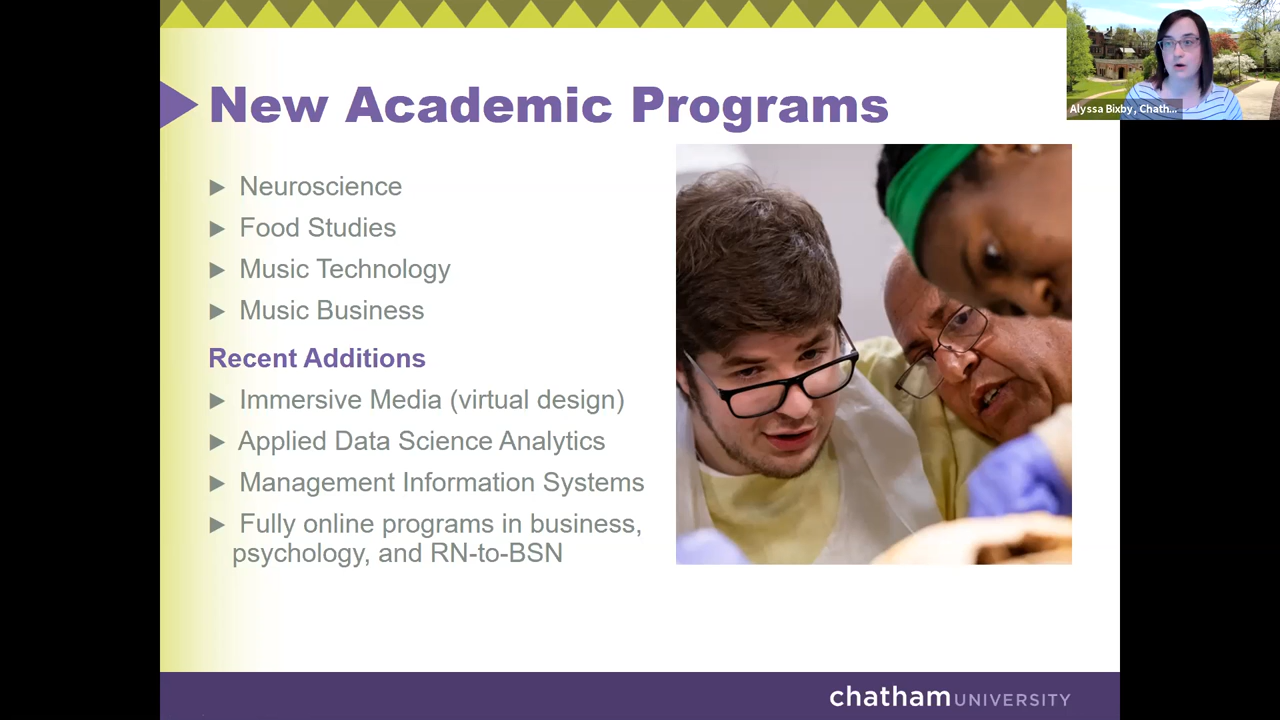 New Academic Programs
► Neuroscience
► Food Studies
► Music Technology
► Music Business
Recent Additions
► Immersive Media (virtual design)
► Applied Data Science Analytics
► Management Information Systems
► Fully online programs in business,
psychology, and RN-to-BSN
Alyssa Bixby, Chath...
chatham UNIVERSITY